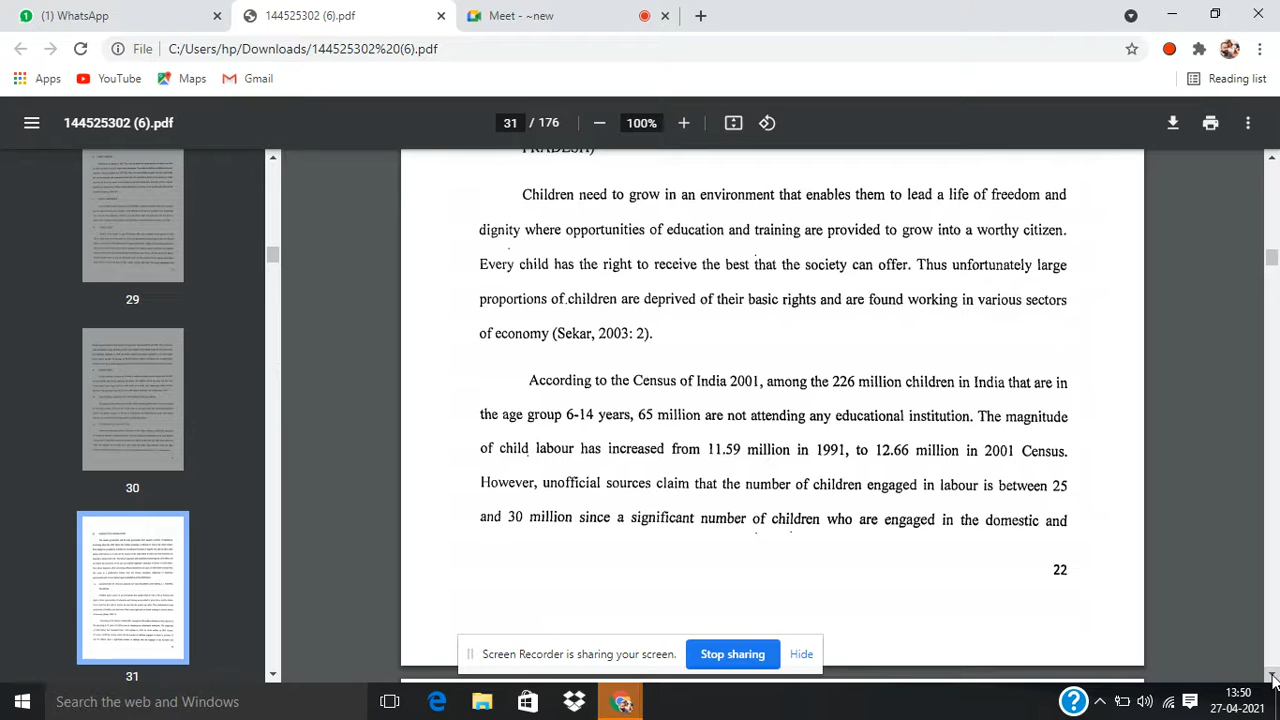 (1) WhatsApp
144525302 (6).pdf
Meet - ~new
File
C:/Users/hp/Downloads/144525302%20(6).pdf
Apps
YouTube
Maps
Gmail
Reading list
144525302 (6).pdf
31 / 176
100%
29
30
31
PRADESH)
Children need to grow in an environment that enables them to lead a life of freedom and
dignity where opportunities of education and training are provided to grow into a worthy citizen.
Every child has the right to receive the best that the society can offer. Thus unfortunately large
proportions of children are deprived of their basic rights and are found working in various sectors
of economy (Sekar, 2003: 2).
According to the Census of India 2001, among the 226 million children in India that are in
the age group 6-14 years, 65 million are not attending any educational institution. The magnitude
of child labour has increased from 11.59 million in 1991, to 12.66 million in 2001 Census.
However, unofficial sources claim that the number of children engaged in labour is between 25
and 30 million since a significant number of children who are engaged in the domestic and
22
Screen Recorder is sharing your screen.
Stop sharing
Hide
Search the web and Windows
13:50
27-04-2021